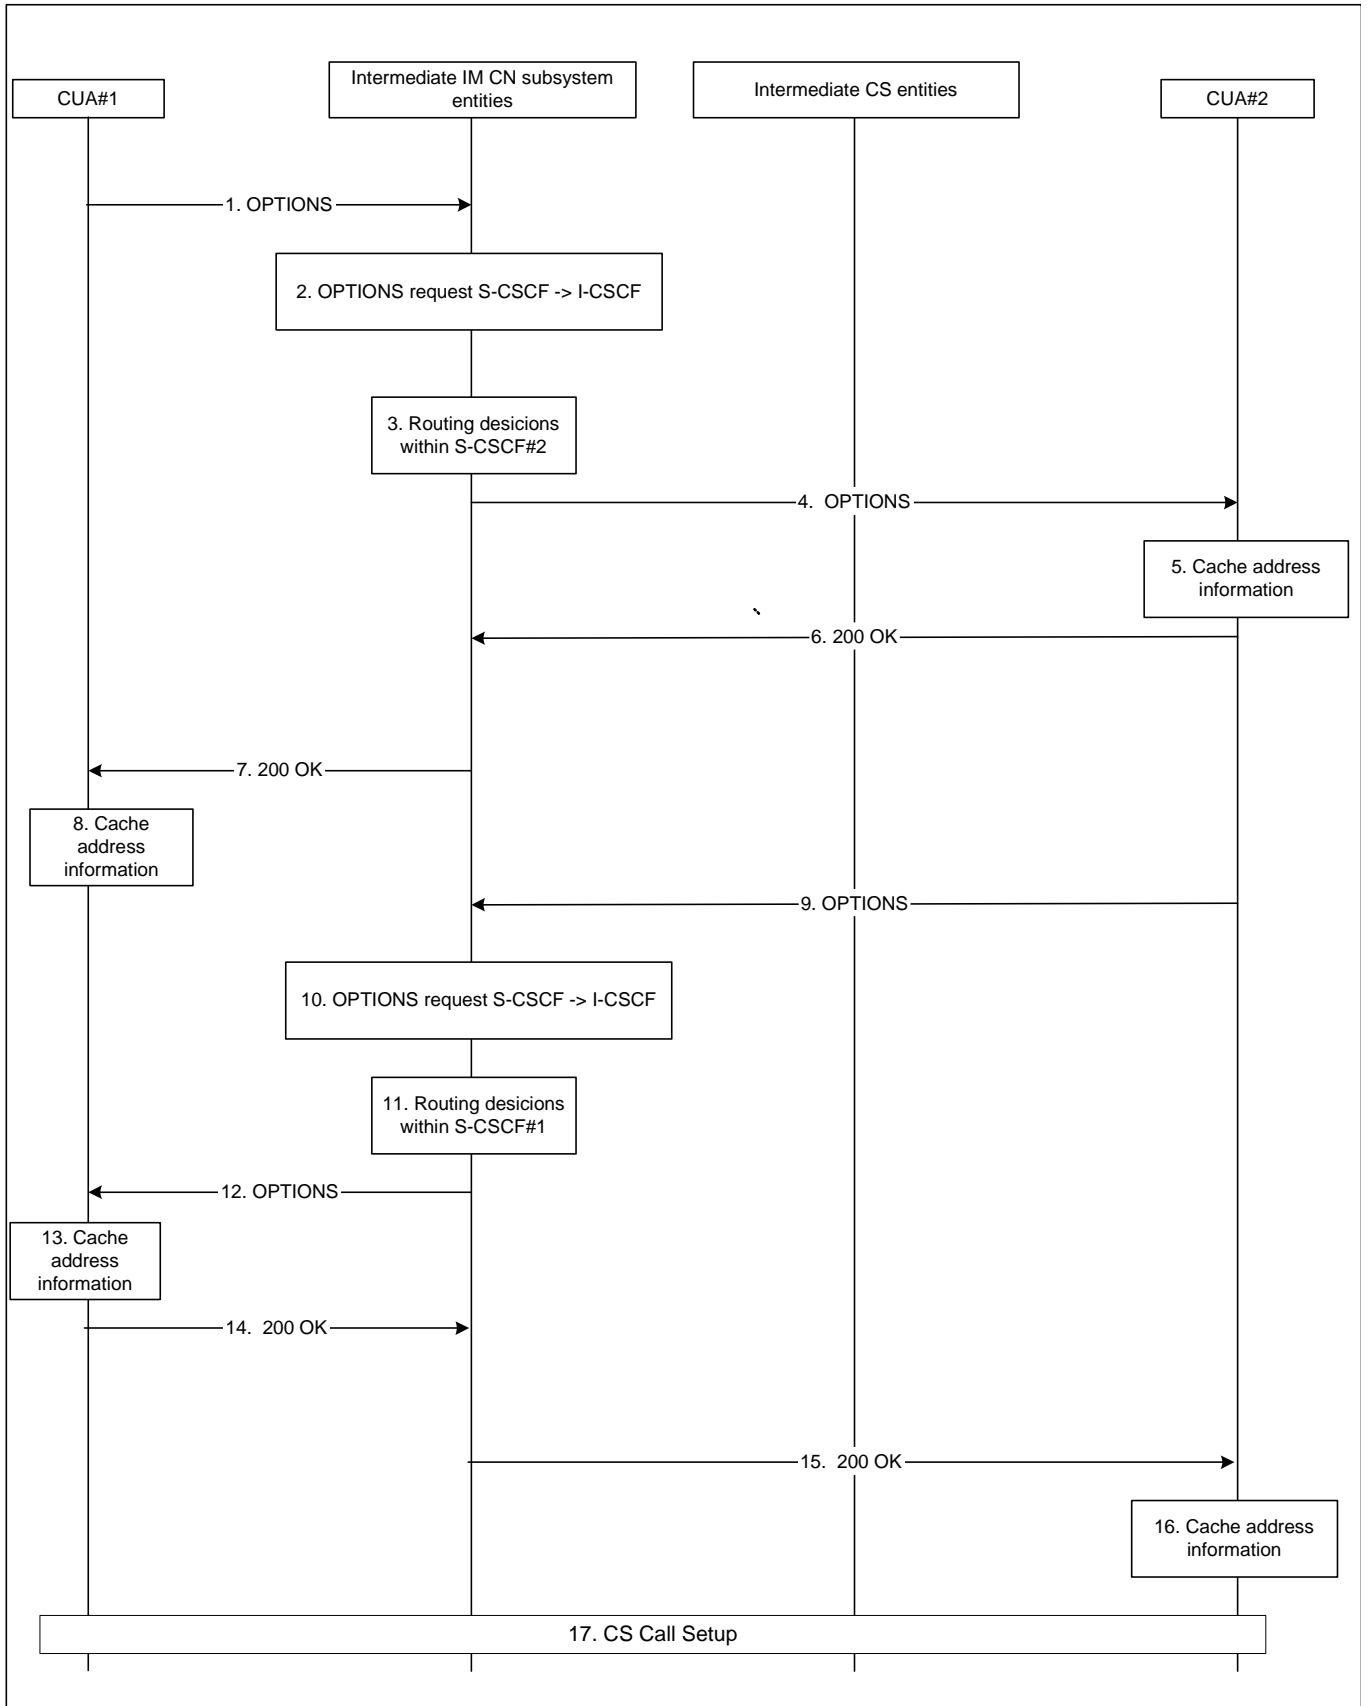 CUA#1
Intermediate IM CN subsystem
entities
Intermediate CS entities
CUA#2
1. OPTIONS
2. OPTIONS request S-CSCF -> I-CSCF
3. Routing desicions
within S-CSCF#2
4.  OPTIONS
5. Cache address
information
6. 200 OK
7. 200 OK
8. Cache
address
information
9. OPTIONS
10. OPTIONS request S-CSCF -> I-CSCF
11. Routing desicions
within S-CSCF#1
12. OPTIONS
13. Cache
address
information
14.  200 OK
15.  200 OK
16. Cache address
information
17. CS Call Setup